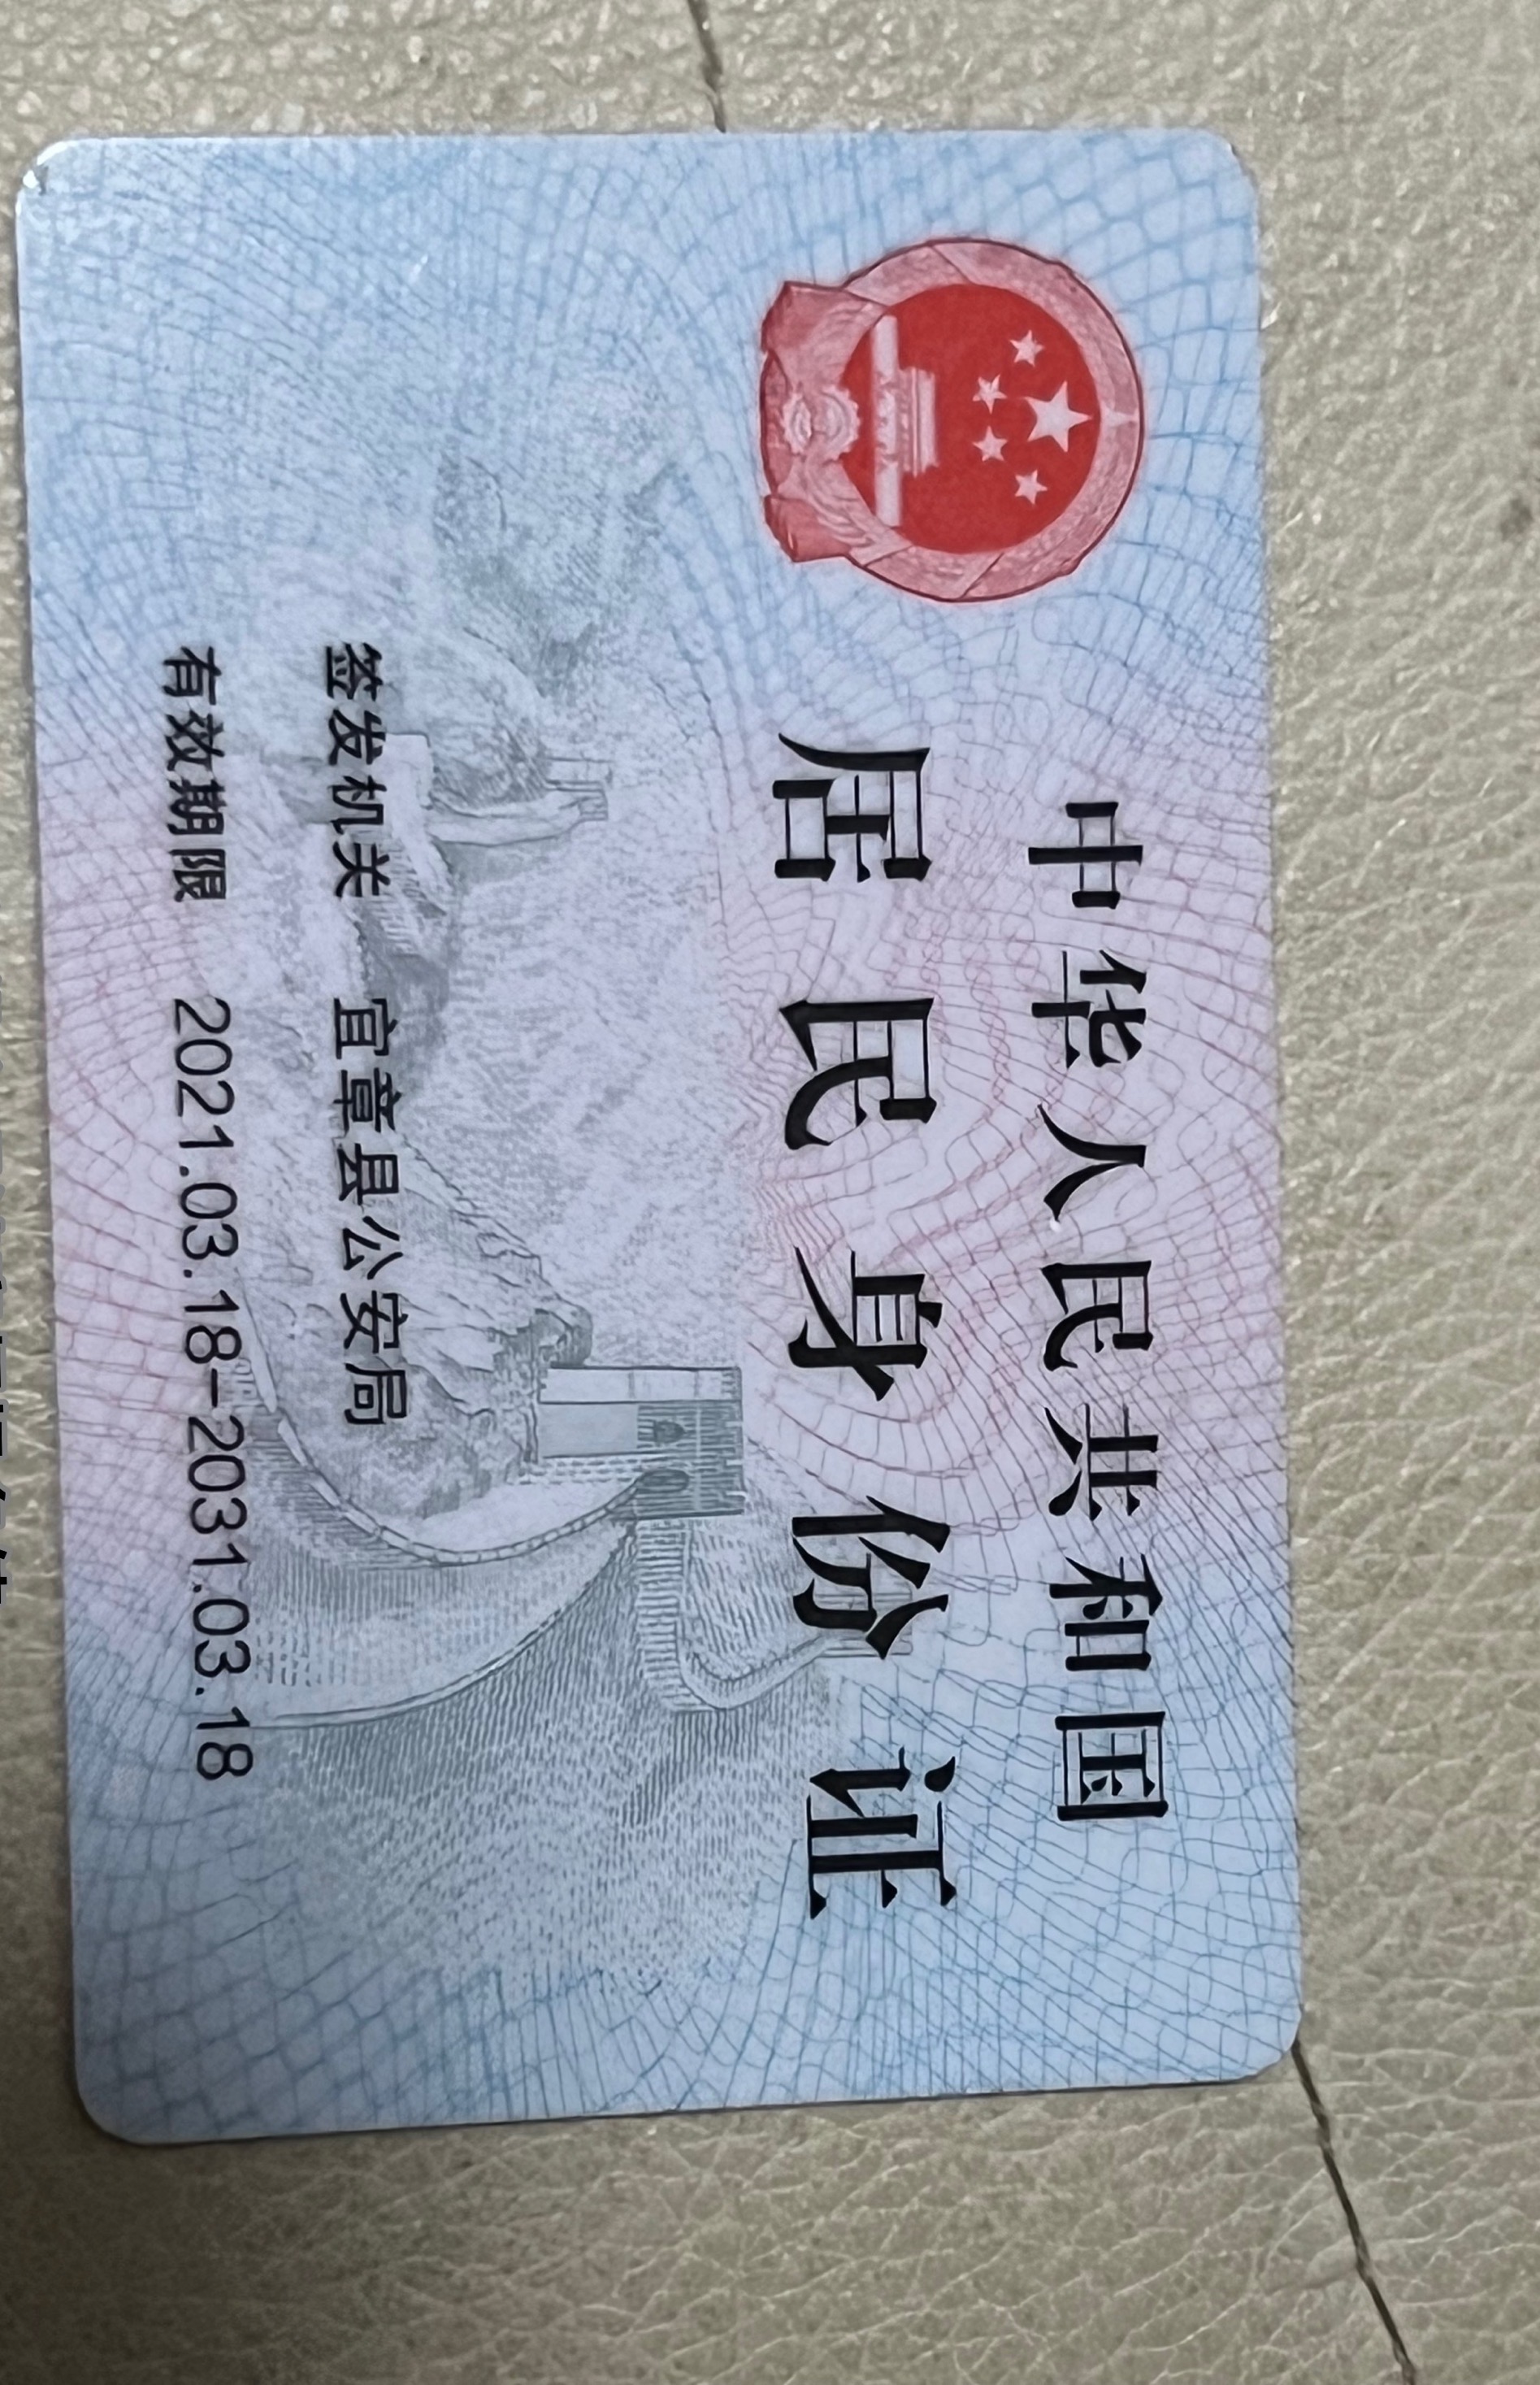 中华人民共和国
居民身份证
签发机关 宜章县公安局
有效期限 2021.03.18-2031.03.18